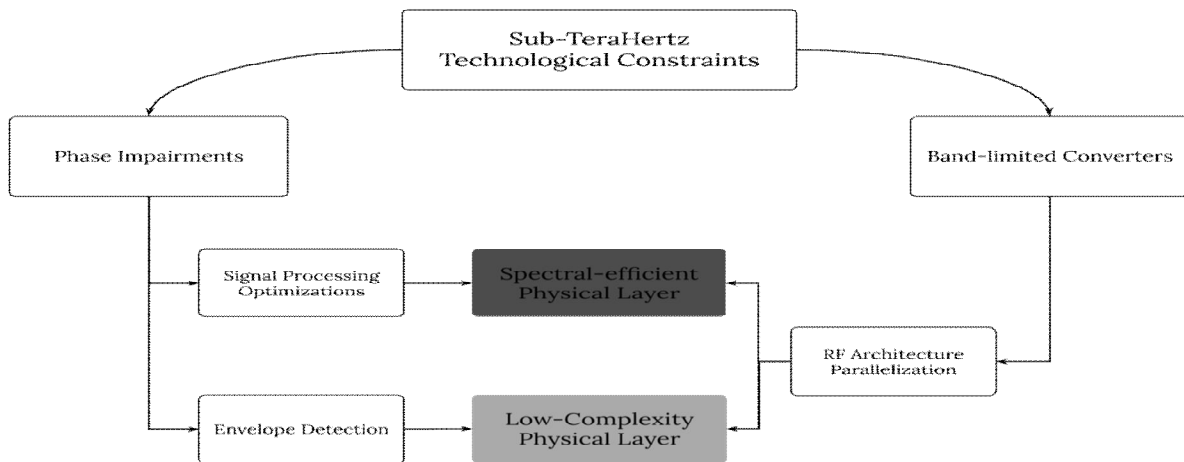 Sub-TeraHertz
Technological Constraints
Phase Impairments
Band-limited Converters
Signal Processing
Optimizations
Spectral-efficient
Physical Layer
RF Architecture
Parallelization
Envelope Detection
Low-Complexity
Physical Layer